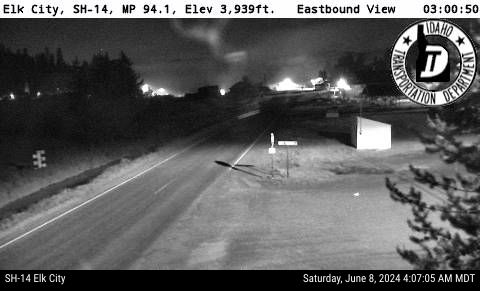 Elk City, SH-14, MP 94.1, Elev 3,939ft. Eastbound View 03:00:50
IDAHO
TRANSPORTATION DEPARTMENT
SH-14 Elk City Saturday, June 8, 2024 4:07:05 AM MDT